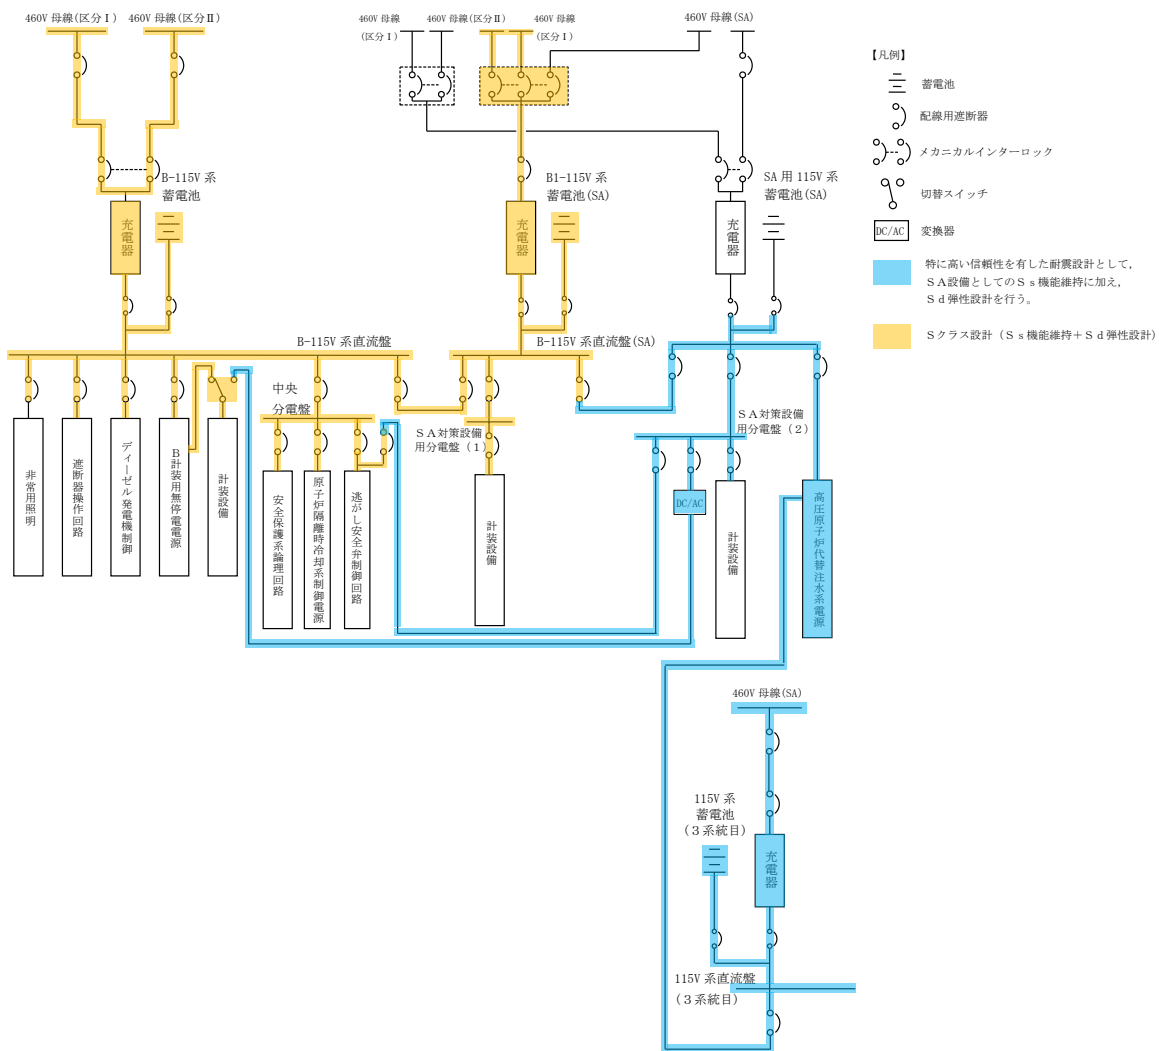 460V 母線(区分Ⅰ)
460V 母線(区分Ⅱ)
460V 母線
(区分Ⅰ)
460V 母線(区分Ⅱ)
460V 母線
(区分Ⅰ)
460V 母線(SA)
B-115V 系
蓄電池
B1-115V 系
蓄電池(SA)
SA 用 115V 系
蓄電池(SA)
充電器
充電器
充電器
B-115V 系直流盤
B-115V 系直流盤(SA)
中央
分電盤
ＳＡ対策設備
用分電盤（１）
ＳＡ対策設備
用分電盤（２）
非常用照明
遮断器操作回路
ディーゼル発電機制御
Ｂ計装用無停電電源
計装設備
安全保護系論理回路
原子炉隔離時冷却系制御電源
逃がし安全弁制御回路
計装設備
DC/AC
計装設備
高圧原子炉代替注水系電源
460V 母線(SA)
115V 系
蓄電池
(３系統目)
充電器
115V 系直流盤
(３系統目)
【凡例】
蓄電池
配線用遮断器
メカニカルインターロック
切替スイッチ
DC/AC
変換器
特に高い信頼性を有した耐震設計として，
ＳＡ設備としてのＳｓ機能維持に加え，
Ｓｄ弾性設計を行う。
Ｓクラス設計（Ｓｓ機能維持＋Ｓｄ弾性設計）